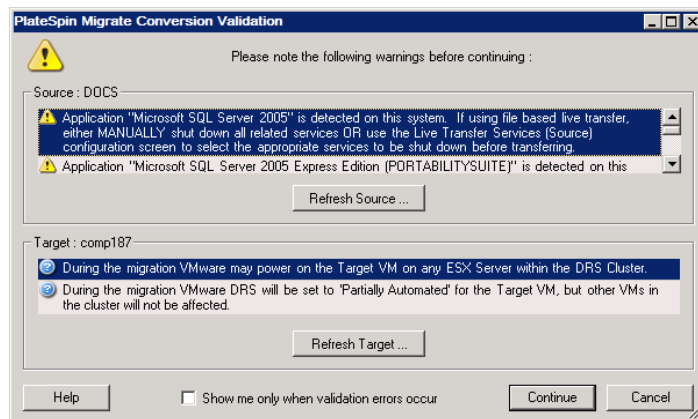 PlateSpin Migrate Conversion Validation
Please note the following warnings before continuing :
Source : DOCS
Application "Microsoft SQL Server 2005" is detected on this system. If using file based live transfer,
either MANUALLY shut down all related services OR use the Live Transfer Services (Source)
configuration screen to select the appropriate services to be shut down before transferring.
Application "Microsoft SQL Server 2005 Express Edition (PORTABILITYSUITE)" is detected on this
Refresh Source ...
Target : comp187
During the migration VMware may power on the Target VM on any ESX Server within the DRS Cluster.
During the migration VMware DRS will be set to 'Partially Automated' for the Target VM, but other VMs in
the cluster will not be affected.
Refresh Target ...
Help
Show me only when validation errors occur
Continue
Cancel